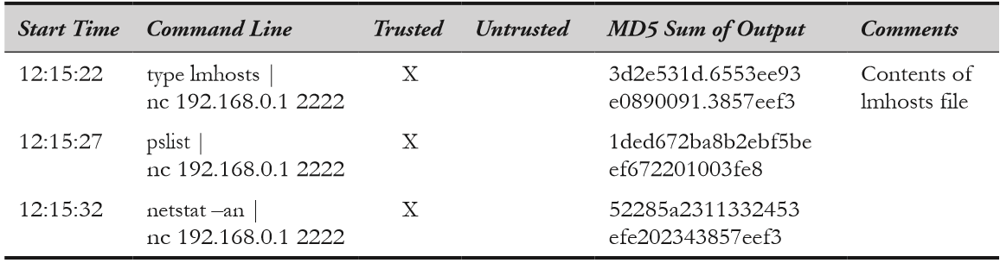 Start Time Command Line Trusted Untrusted MD5 Sum of Output Comments
12:15:22 type lmhosts | X 3d2e531d.6553ee93 Contents of
nc 192.168.0.1 2222 e0890091.3857eef3 lmhosts file
12:15:27 pslist | X 1ded672ba8b2ebf5be
nc 192.168.0.1 2222 ef672201003fe8
12:15:32 netstat –an | X 52285a2311332453
nc 192.168.0.1 2222 efe202343857eef3